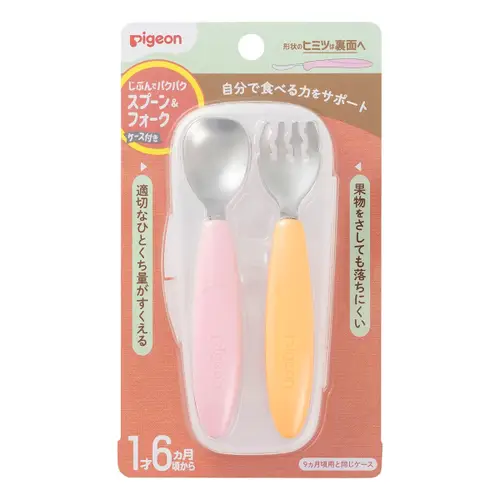 Pigeon
形状のヒミツは裏面へ
じぶんでパクパク
スプーン&
フォーク
ケース付き
自分で食べる力をサポート
適切なひとくち量がすくえる
果物をさしても落ちにくい
Pigeon
Pigeon
1才6ヵ月頃から
9ヵ月頃用と同じケース